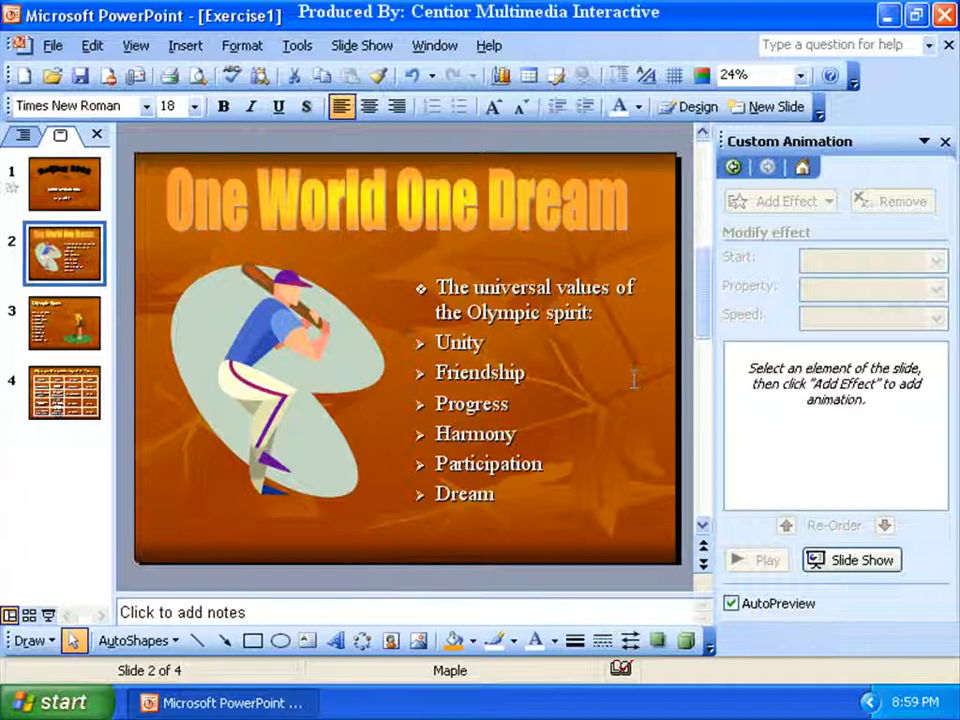 Microsoft PowerPoint - [Exercise1]
Produced By: Centior Multimedia Interactive
File Edit View Insert Format Tools Slide Show Window Help
Type a question for help
24%
Times New Roman 18 B I U S A A A Design New Slide
Custom Animation
1
2
3
4
Add Effect Remove
Modify effect
Start:
Property:
Speed:
Select an element of the slide,
then click "Add Effect" to add
animation.
Re-Order
Play Slide Show
AutoPreview
One World One Dream
The universal values of
the Olympic spirit:
Unity
Friendship
Progress
Harmony
Participation
Dream
Click to add notes
Draw AutoShapes A
Slide 2 of 4 Maple
start Microsoft PowerPoint ... 8:59 PM